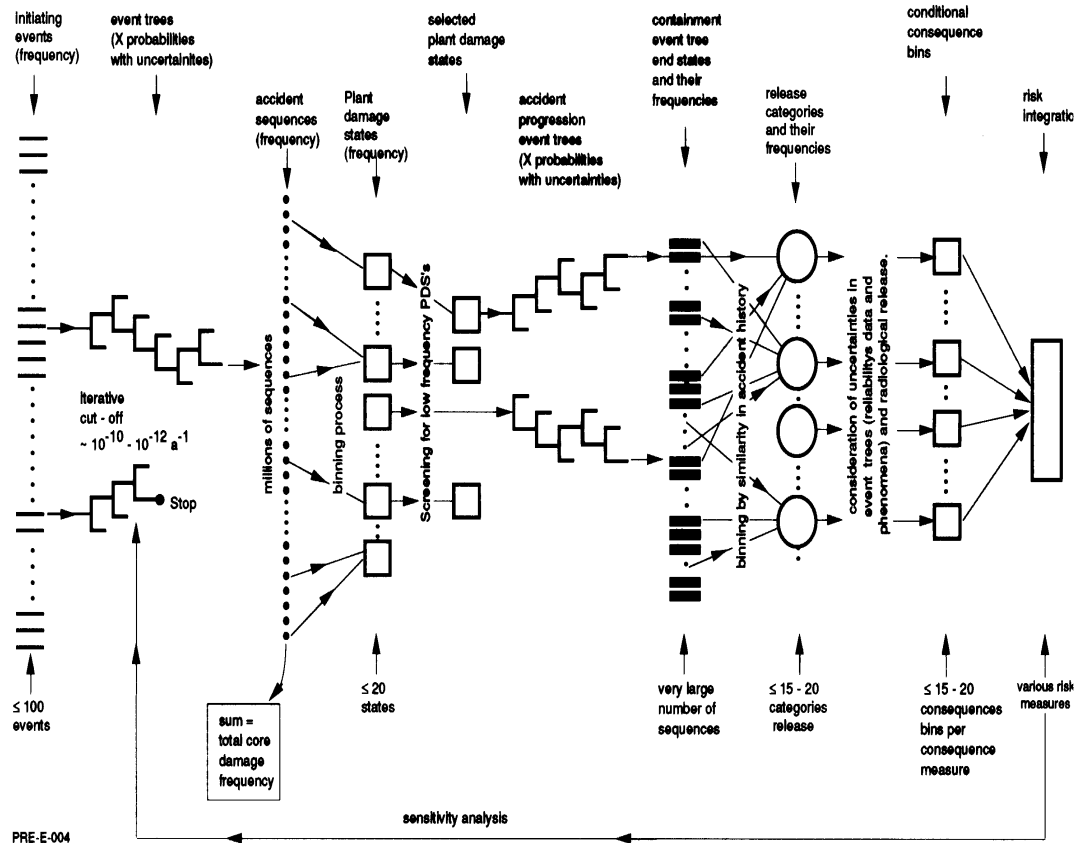 initiating
events
(frequency)
event trees
(X probabilities
with uncertainites)
selected
plant damage
states
containment
event tree
end states
and their
frequencies
conditional
consequence
bins
accident
sequences
(frequency)
Plant
damage
states
(frequency)
accident
progression
event trees
(X probabilities
with uncertainties)
release
categories
and their
frequencies
risk
integratio
Iterative
cut - off
~ 10⁻¹⁰ - 10⁻¹² a⁻¹
Stop
millions of sequences
binning process
Screening for low frequency PDS's
binning by similarity in accident history
consideration of uncertainties in
event trees (reliabilitys data and
phenomena) and radiological release.
≤ 100
events
sum =
total core
damage
frequency
≤ 20
states
very large
number of
sequences
≤ 15 - 20
categories
release
≤ 15 - 20
consequences
bins per
consequence
measure
various risk
measures
sensitivity analysis
PRE-E-004